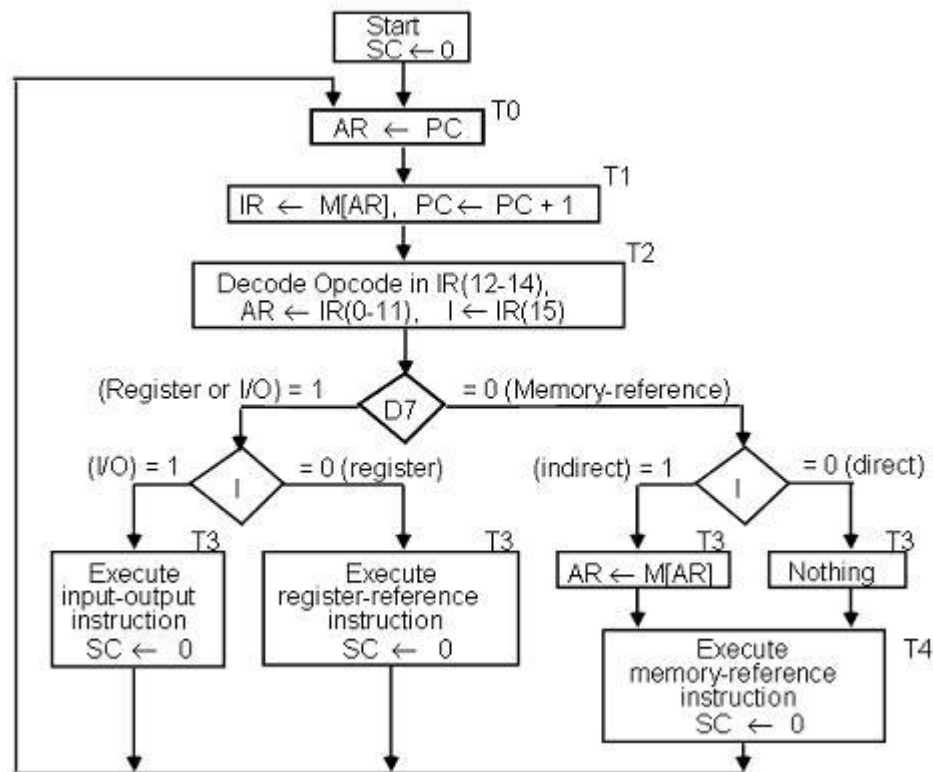 Start
SC ← 0
T0
AR ← PC
T1
IR ← M[AR], PC ← PC + 1
T2
Decode Opcode in IR(12-14),
AR ← IR(0-11), I ← IR(15)
(Register or I/O) = 1
D7
= 0 (Memory-reference)
(I/O) = 1
I
= 0 (register)
(indirect) = 1
I
= 0 (direct)
T3
Execute
input-output
instruction
SC ← 0
T3
Execute
register-reference
instruction
SC ← 0
T3
AR ← M[AR]
T3
Nothing
T4
Execute
memory-reference
instruction
SC ← 0